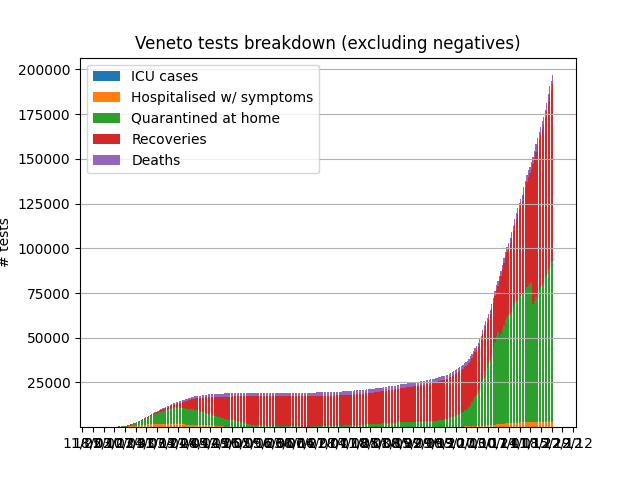 Veneto tests breakdown (excluding negatives)
200000
175000
150000
125000
100000
75000
50000
25000
# tests
ICU cases
Hospitalised w/ symptoms
Quarantined at home
Recoveries
Deaths